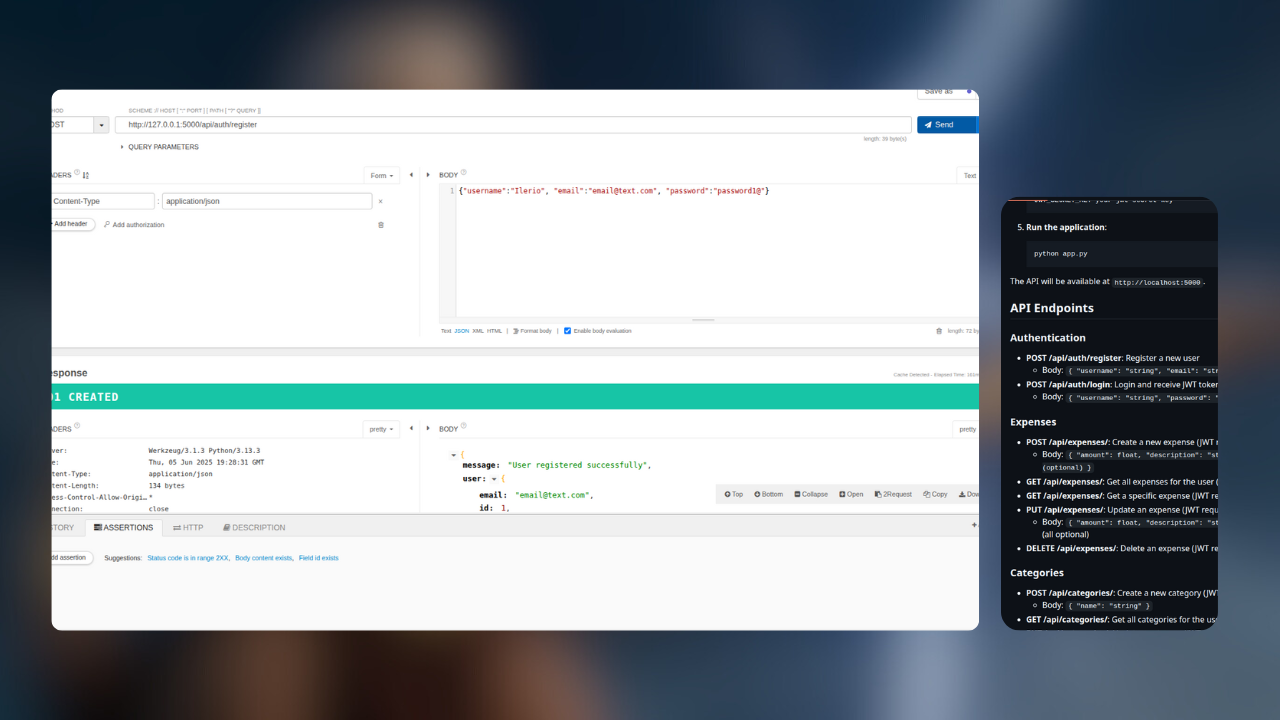 Save as
HOD
SCHEME :// HOST [ ":" PORT ] [ PATH [ "?" QUERY ]]
OST
http://127.0.0.1:5000/api/auth/register
Send
length: 39 byte(s)
QUERY PARAMETERS
ADERS
Form
BODY
Text
Content-Type : application/json ×
1 {"username":"Ilerio", "email":"email@text.com", "password":"password1@"}
Add header
Add authorization
Text JSON XML HTML | Format body | Enable body evaluation
length: 72 by
esponse
Cache Detected - Elapsed Time:
01 CREATED
ADERS
pretty
BODY
pretty
ver: Werkzeug/3.1.3 Python/3.13.3
e: Thu, 05 Jun 2025 19:28:31 GMT
tent-Type: application/json
tent-Length: 134 bytes
ess-Control-Allow-Origi… *
nection: close
{
message: "User registered successfully",
user: {
email: "email@text.com",
id: 1,
Top Bottom Collapse Open 2Request Copy Dow
TORY ASSERTIONS HTTP DESCRIPTION
dd assertion
Suggestions: Status code is in range 2XX, Body content exists, Field id exists
5. Run the application:
python app.py
The API will be available at http://localhost:5000.
API Endpoints
Authentication
• POST /api/auth/register: Register a new user
Body: { "username": "string", "email": "str
• POST /api/auth/login: Login and receive JWT token
Body: { "username": "string", "password": "
Expenses
• POST /api/expenses/: Create a new expense (JWT r
Body: { "amount": float, "description": "st
(optional) }
• GET /api/expenses/: Get all expenses for the user (
• GET /api/expenses/: Get a specific expense (JWT re
• PUT /api/expenses/: Update an expense (JWT requ
Body: { "amount": float, "description": "st
(all optional)
• DELETE /api/expenses/: Delete an expense (JWT re
Categories
• POST /api/categories/: Create a new category (JWT
Body: { "name": "string" }
• GET /api/categories/: Get all categories for the us